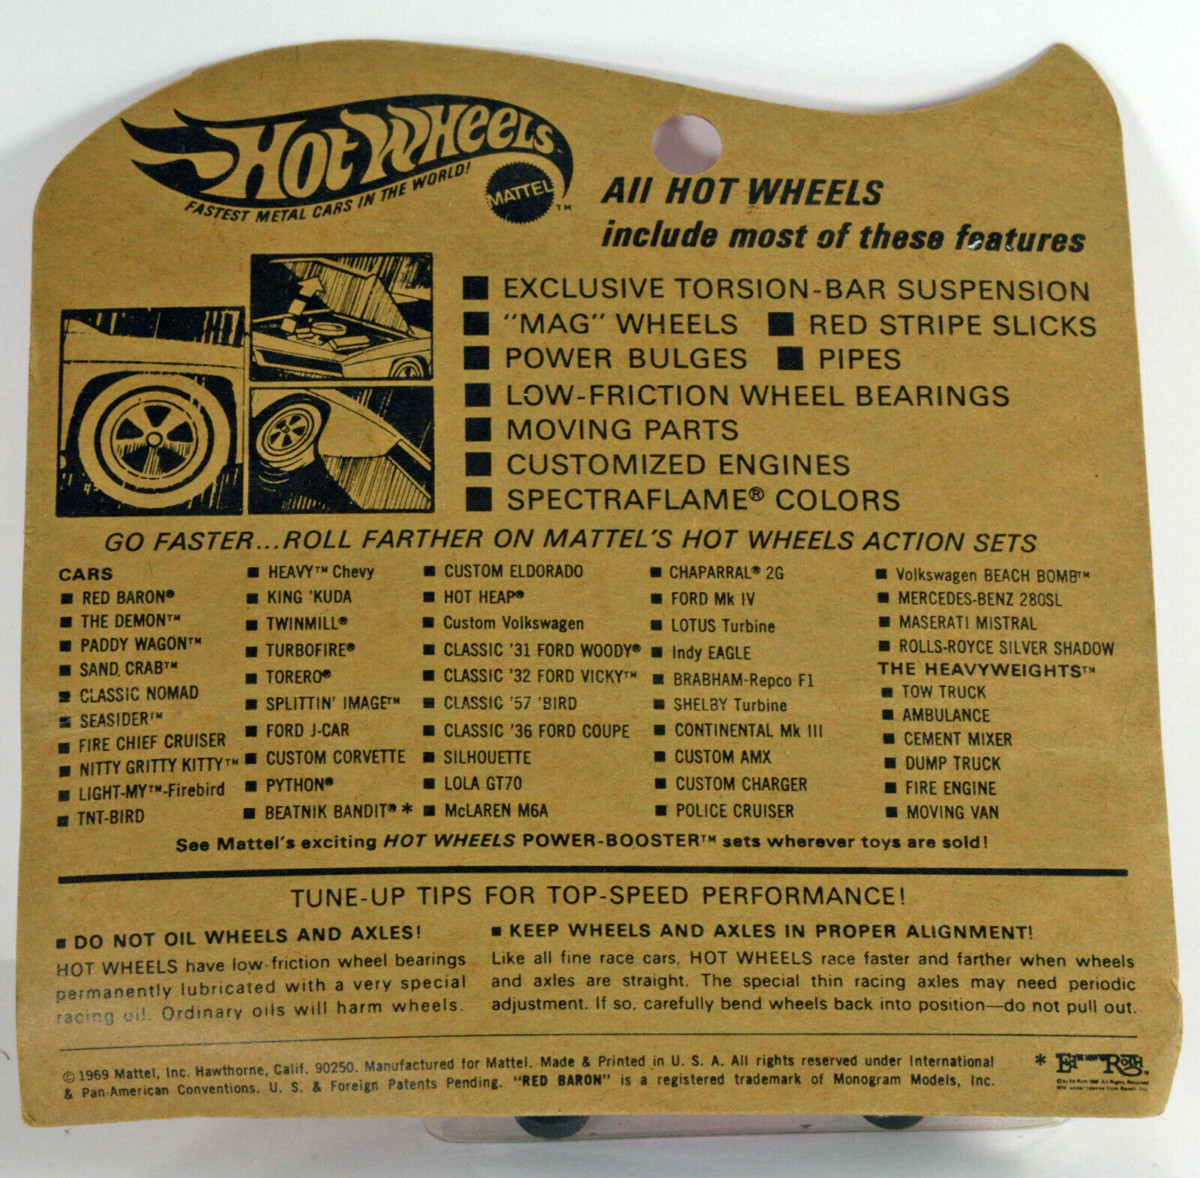 HOT WHEELS
FASTEST METAL CARS IN THE WORLD!
MATTEL
TM
All HOT WHEELS
include most of these features
■ EXCLUSIVE TORSION-BAR SUSPENSION
■ "MAG" WHEELS ■ RED STRIPE SLICKS
■ POWER BULGES ■ PIPES
■ LOW-FRICTION WHEEL BEARINGS
■ MOVING PARTS
■ CUSTOMIZED ENGINES
■ SPECTRAFLAME® COLORS
GO FASTER...ROLL FARTHER ON MATTEL'S HOT WHEELS ACTION SETS
CARS
■ RED BARON®
■ THE DEMON™
■ PADDY WAGON™
■ SAND CRAB™
■ CLASSIC NOMAD
■ SEASIDER™
■ FIRE CHIEF CRUISER
■ NITTY GRITTY KITTY™
■ LIGHT-MY™-Firebird
■ TNT-BIRD
■ HEAVY™ Chevy
■ KING 'KUDA
■ TWINMILL®
■ TURBOFIRE®
■ TORERO®
■ SPLITTIN' IMAGE™
■ FORD J-CAR
■ CUSTOM CORVETTE
■ PYTHON®
■ BEATNIK BANDIT® *
■ CUSTOM ELDORADO
■ HOT HEAP®
■ Custom Volkswagen
■ CLASSIC '31 FORD WOODY®
■ CLASSIC '32 FORD VICKY™
■ CLASSIC '57 'BIRD
■ CLASSIC '36 FORD COUPE
■ SILHOUETTE
■ LOLA GT70
■ McLAREN M6A
■ CHAPARRAL® 2G
■ FORD Mk IV
■ LOTUS Turbine
■ Indy EAGLE
■ BRABHAM-Repco F1
■ SHELBY Turbine
■ CONTINENTAL Mk III
■ CUSTOM AMX
■ CUSTOM CHARGER
■ POLICE CRUISER
■ Volkswagen BEACH BOMB™
■ MERCEDES-BENZ 280SL
■ MASERATI MISTRAL
■ ROLLS-ROYCE SILVER SHADOW
THE HEAVYWEIGHTS™
■ TOW TRUCK
■ AMBULANCE
■ CEMENT MIXER
■ DUMP TRUCK
■ FIRE ENGINE
■ MOVING VAN
See Mattel's exciting HOT WHEELS POWER-BOOSTER™ sets wherever toys are sold!
TUNE-UP TIPS FOR TOP-SPEED PERFORMANCE!
■ DO NOT OIL WHEELS AND AXLES!
HOT WHEELS have low friction wheel bearings
permanently lubricated with a very special
racing oil. Ordinary oils will harm wheels.
■ KEEP WHEELS AND AXLES IN PROPER ALIGNMENT!
Like all fine race cars, HOT WHEELS race faster and farther when wheels
and axles are straight. The special thin racing axles may need periodic
adjustment. If so, carefully bend wheels back into position—do not pull out.
© 1969 Mattel, Inc. Hawthorne, Calif. 90250. Manufactured for Mattel. Made & Printed in U. S. A. All rights reserved under International
& Pan-American Conventions. U. S. & Foreign Patents Pending. "RED BARON" is a registered trademark of Monogram Models, Inc.
* Ed Roth